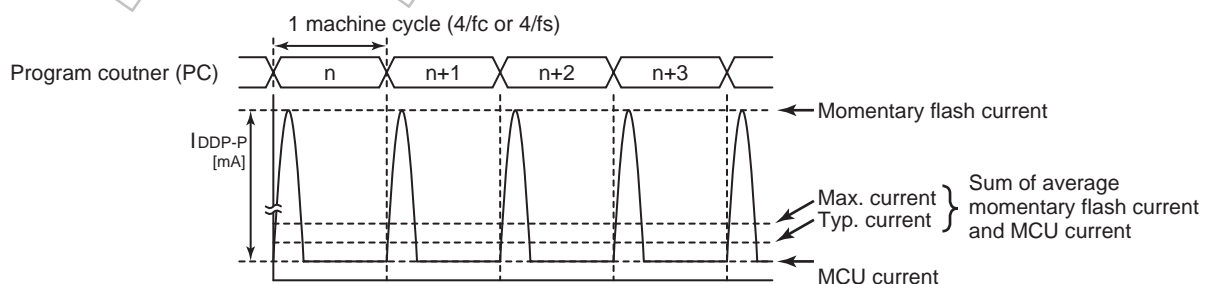 1 machine cycle (4/fc or 4/fs)
Program coutner (PC)
n
n+1
n+2
n+3
Momentary flash current
IDDP-P
[mA]
Max. current
Typ. current
Sum of average
momentary flash current
and MCU current
MCU current